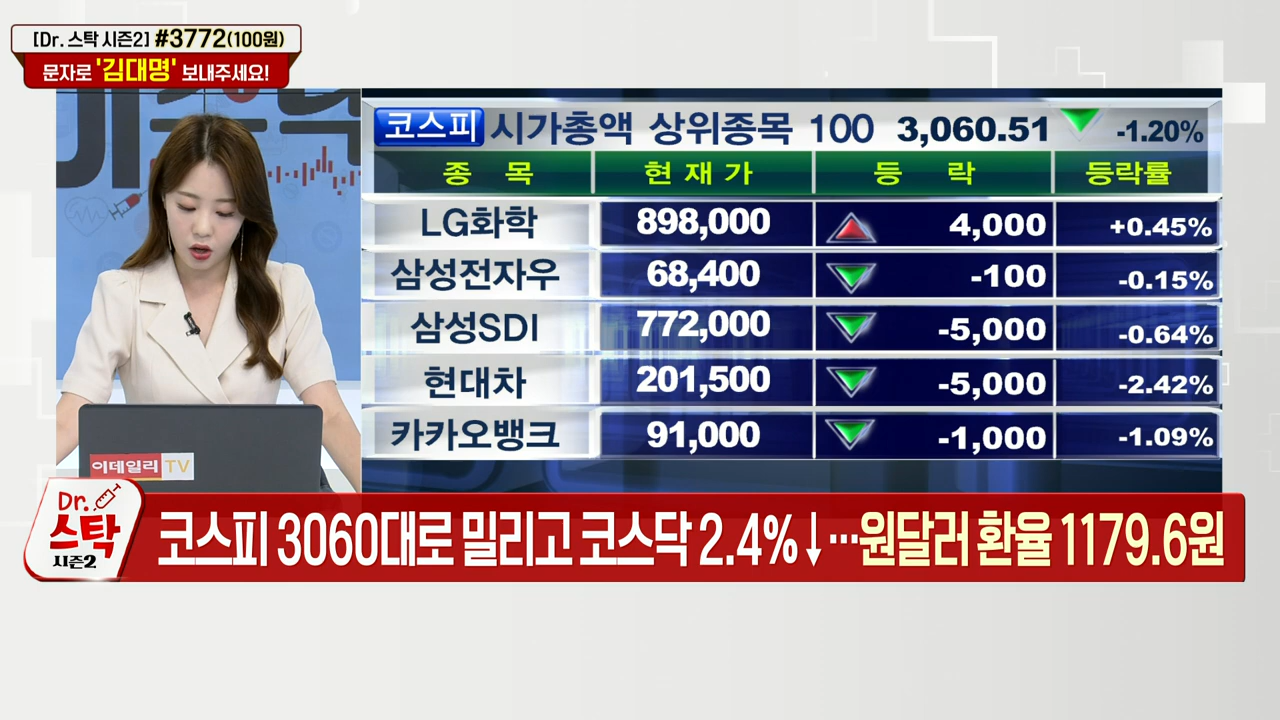 [Dr. 스탁 시즌2] #3772(100원)
문자로 '김대명' 보내주세요!
코스피 시가총액 상위종목 100 3,060.51 -1.20%
종 목 현 재 가 등 락 등락률
LG화학 898,000 4,000 +0.45%
삼성전자우 68,400 -100 -0.15%
삼성SDI 772,000 -5,000 -0.64%
현대차 201,500 -5,000 -2.42%
카카오뱅크 91,000 -1,000 -1.09%
이데일리 TV
Dr.
스탁
시즌2
코스피 3060대로 밀리고 코스닥 2.4%↓…원달러 환율 1179.6원